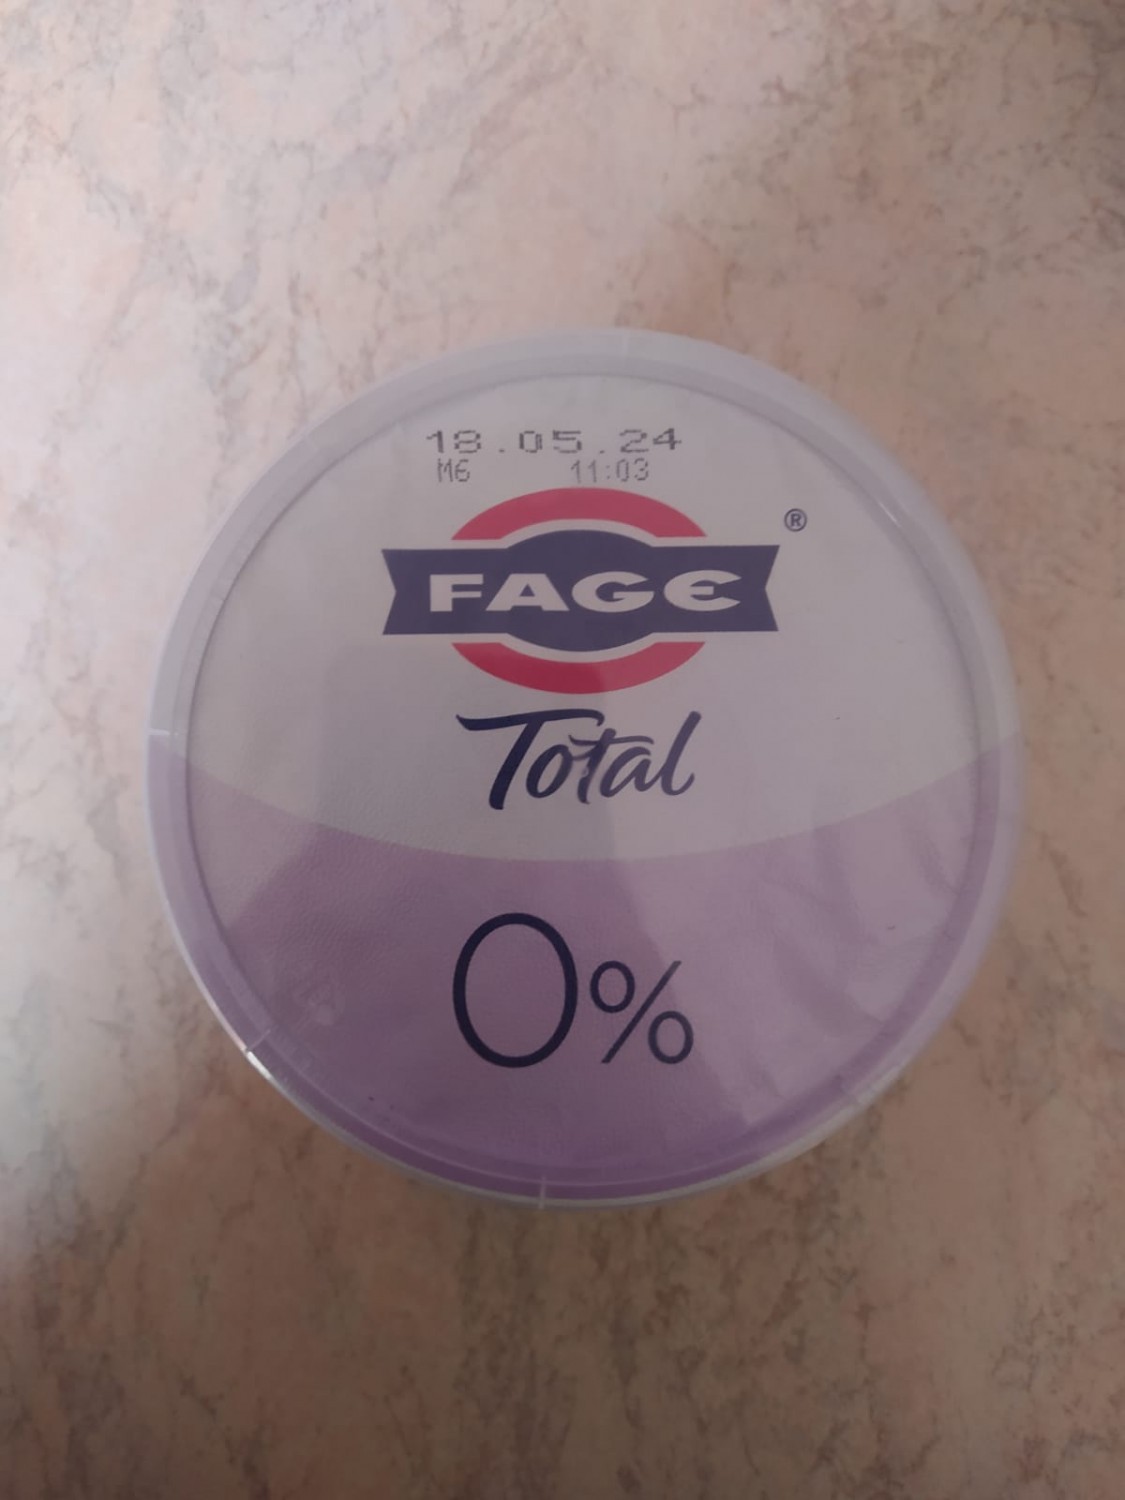 18.05.24
M6 11:03
FAGE
®
Total
0%